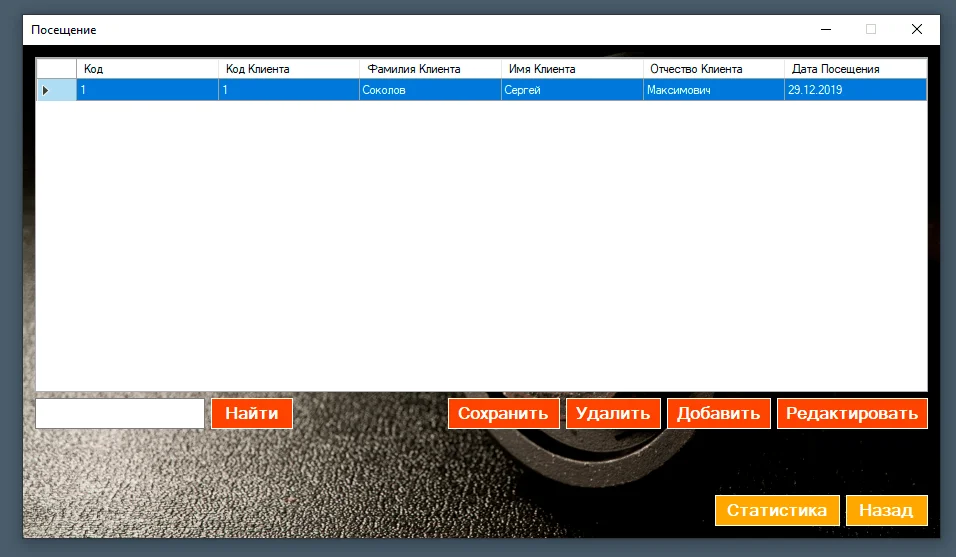 Посещение
Код Код Клиента Фамилия Клиента Имя Клиента Отчество Клиента Дата Посещения
1 1 Соколов Сергей Максимович 29.12.2019
Найти Сохранить Удалить Добавить Редактировать
Статистика Назад